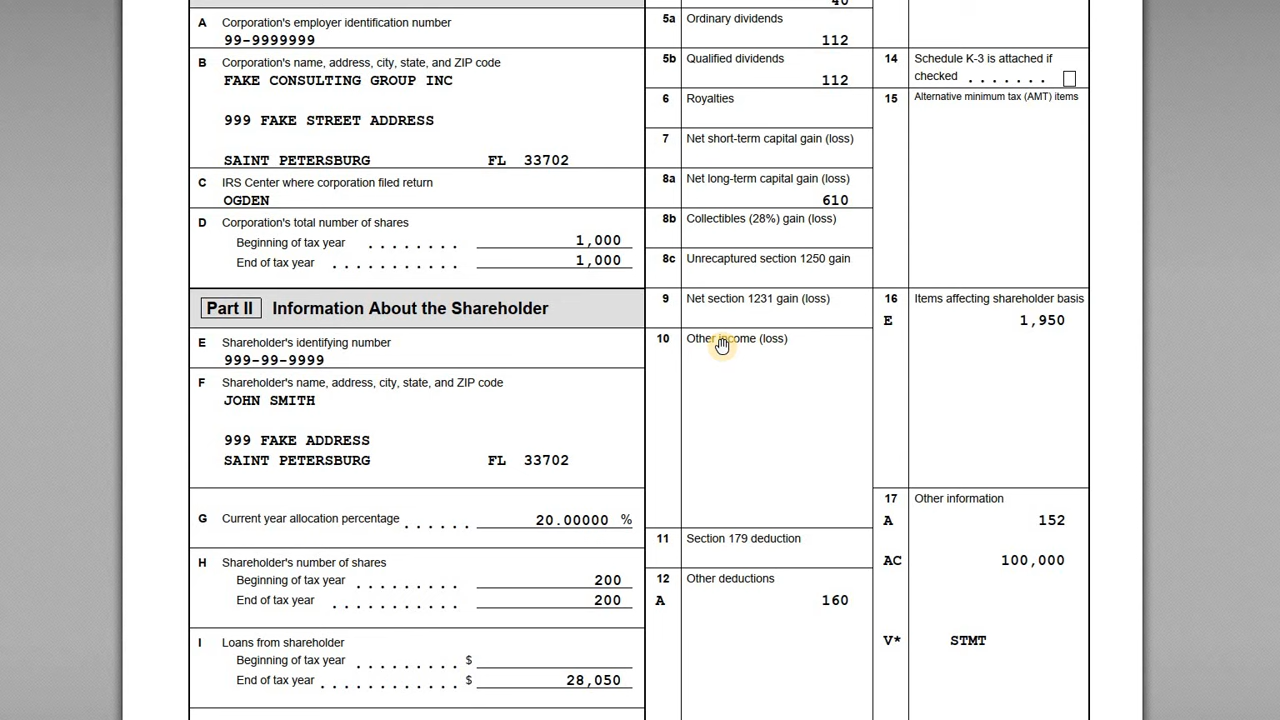 A Corporation's employer identification number
99-9999999
B Corporation's name, address, city, state, and ZIP code
FAKE CONSULTING GROUP INC
999 FAKE STREET ADDRESS
SAINT PETERSBURG FL 33702
C IRS Center where corporation filed return
OGDEN
D Corporation's total number of shares
Beginning of tax year . . . . . . . . 1,000
End of tax year . . . . . . . . . . . 1,000
Part II Information About the Shareholder
E Shareholder's identifying number
999-99-9999
F Shareholder's name, address, city, state, and ZIP code
JOHN SMITH
999 FAKE ADDRESS
SAINT PETERSBURG FL 33702
G Current year allocation percentage . . . . . . 20.00000 %
H Shareholder's number of shares
Beginning of tax year . . . . . . . . . 200
End of tax year . . . . . . . . . . . 200
I Loans from shareholder
Beginning of tax year . . . . . . . . . $
End of tax year . . . . . . . . . . . . $ 28,050
40
5a Ordinary dividends
112
5b Qualified dividends
112
6 Royalties
7 Net short-term capital gain (loss)
8a Net long-term capital gain (loss)
610
8b Collectibles (28%) gain (loss)
8c Unrecaptured section 1250 gain
9 Net section 1231 gain (loss)
10 Other income (loss)
11 Section 179 deduction
12 Other deductions
A 160
14 Schedule K-3 is attached if
checked . . . . . . .
15 Alternative minimum tax (AMT) items
16 Items affecting shareholder basis
E 1,950
17 Other information
A 152
AC 100,000
V* STMT